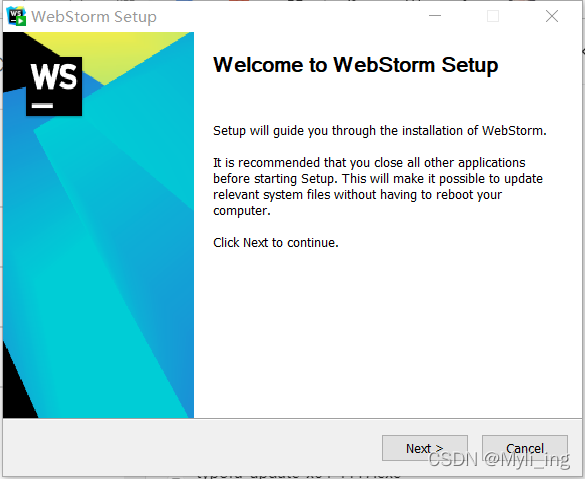 WebStorm Setup
WS
Welcome to WebStorm Setup
Setup will guide you through the installation of WebStorm.
It is recommended that you close all other applications
before starting Setup. This will make it possible to update
relevant system files without having to reboot your
computer.
Click Next to continue.
Next >
Cancel
CSDN @Myli_ing